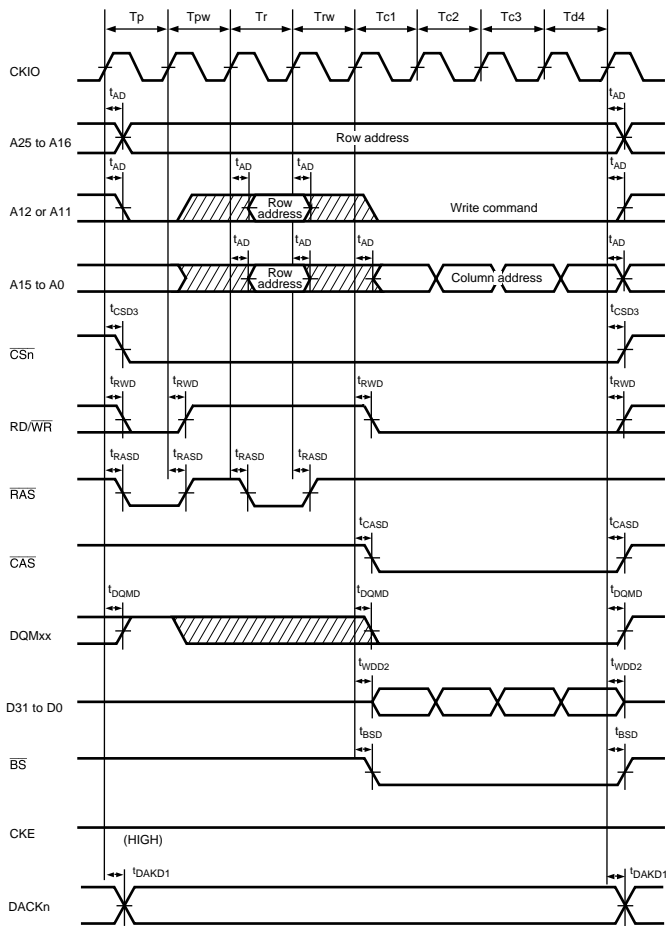 Tp Tpw Tr Trw Tc1 Tc2 Tc3 Td4
CKIO
tAD tAD
A25 to A16 Row address
tAD tAD tAD tAD
A12 or A11 Row address Write command
tAD tAD tAD tAD
A15 to A0 Row address Column address
tCSD3 tCSD3
CSn
tRWD tRWD tRWD tRWD
RD/WR
tRASD tRASD tRASD tRASD
RAS
tCASD tCASD
CAS
tDQMD tDQMD tDQMD
DQMxx
tWDD2 tWDD2
D31 to D0
tBSD tBSD
BS
CKE
(HIGH)
tDAKD1 tDAKD1
DACKn